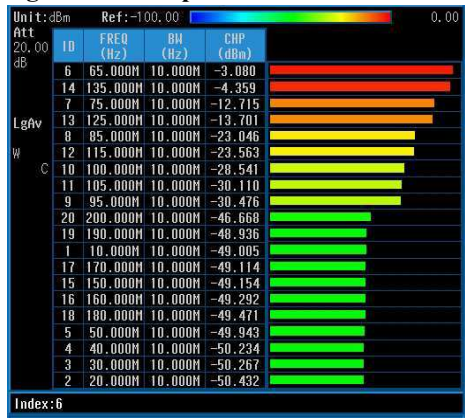 Unit:dBm Ref:-100.00 0.00
Att
20.00
dB
LgAv
W
C
ID FREQ (Hz) BW (Hz) CHP (dBm)
6 65.000M 10.000M -3.080
14 135.000M 10.000M -4.359
7 75.000M 10.000M -12.715
13 125.000M 10.000M -13.701
8 85.000M 10.000M -23.046
12 115.000M 10.000M -23.563
10 100.000M 10.000M -28.541
11 105.000M 10.000M -30.110
9 95.000M 10.000M -30.476
20 200.000M 10.000M -46.668
19 190.000M 10.000M -48.936
1 10.000M 10.000M -49.005
17 170.000M 10.000M -49.114
15 150.000M 10.000M -49.154
16 160.000M 10.000M -49.292
18 180.000M 10.000M -49.471
5 50.000M 10.000M -49.943
4 40.000M 10.000M -50.234
3 30.000M 10.000M -50.267
2 20.000M 10.000M -50.432
Index:6